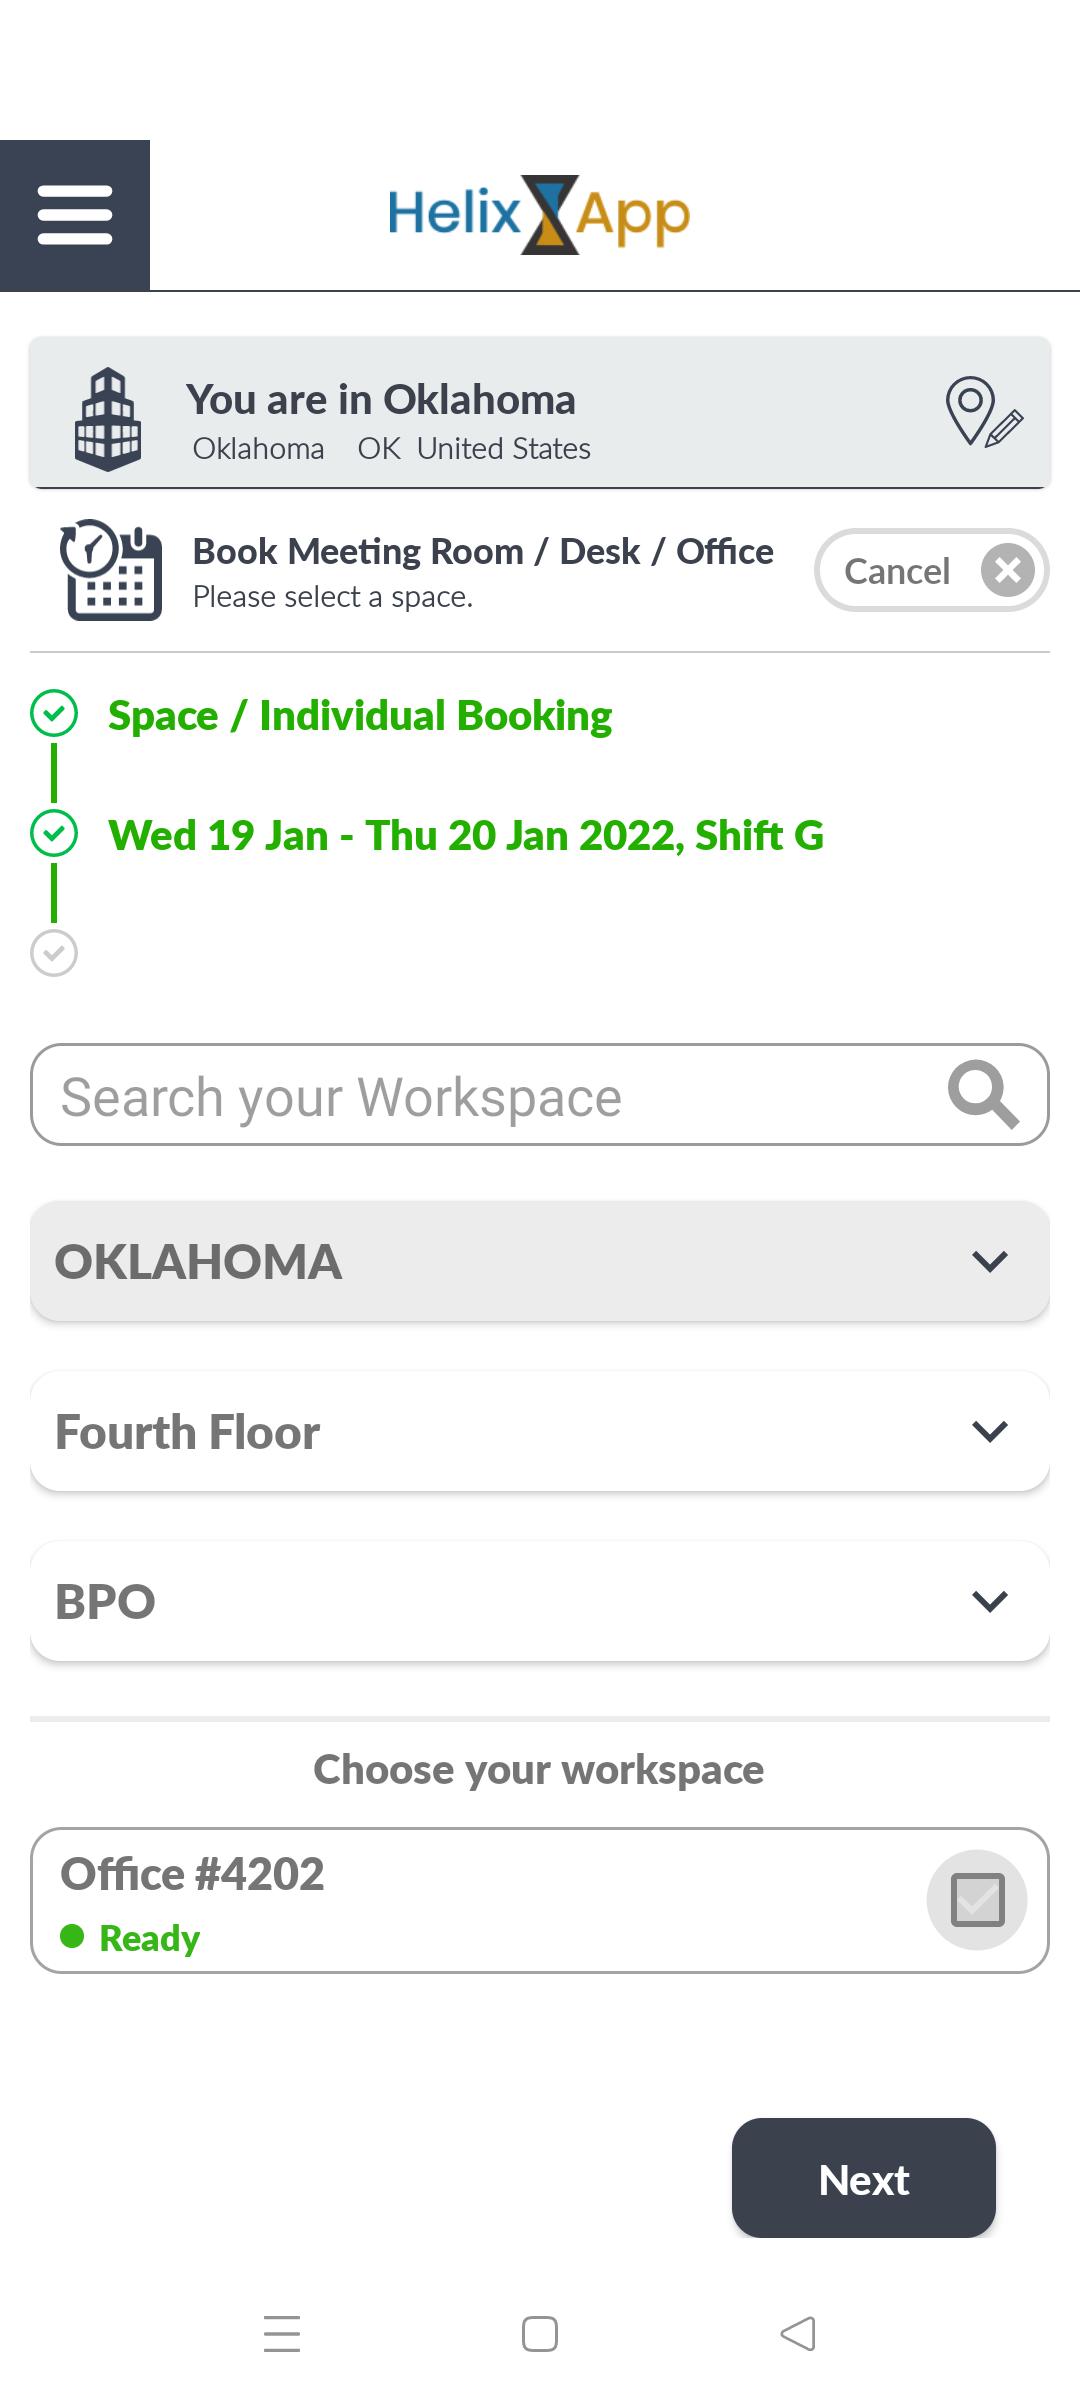 Helix App
You are in Oklahoma
Oklahoma OK United States
Book Meeting Room / Desk / Office
Please select a space.
Cancel
Space / Individual Booking
Wed 19 Jan - Thu 20 Jan 2022, Shift G
Search your Workspace
OKLAHOMA
Fourth Floor
BPO
Choose your workspace
Office #4202
Ready
Next